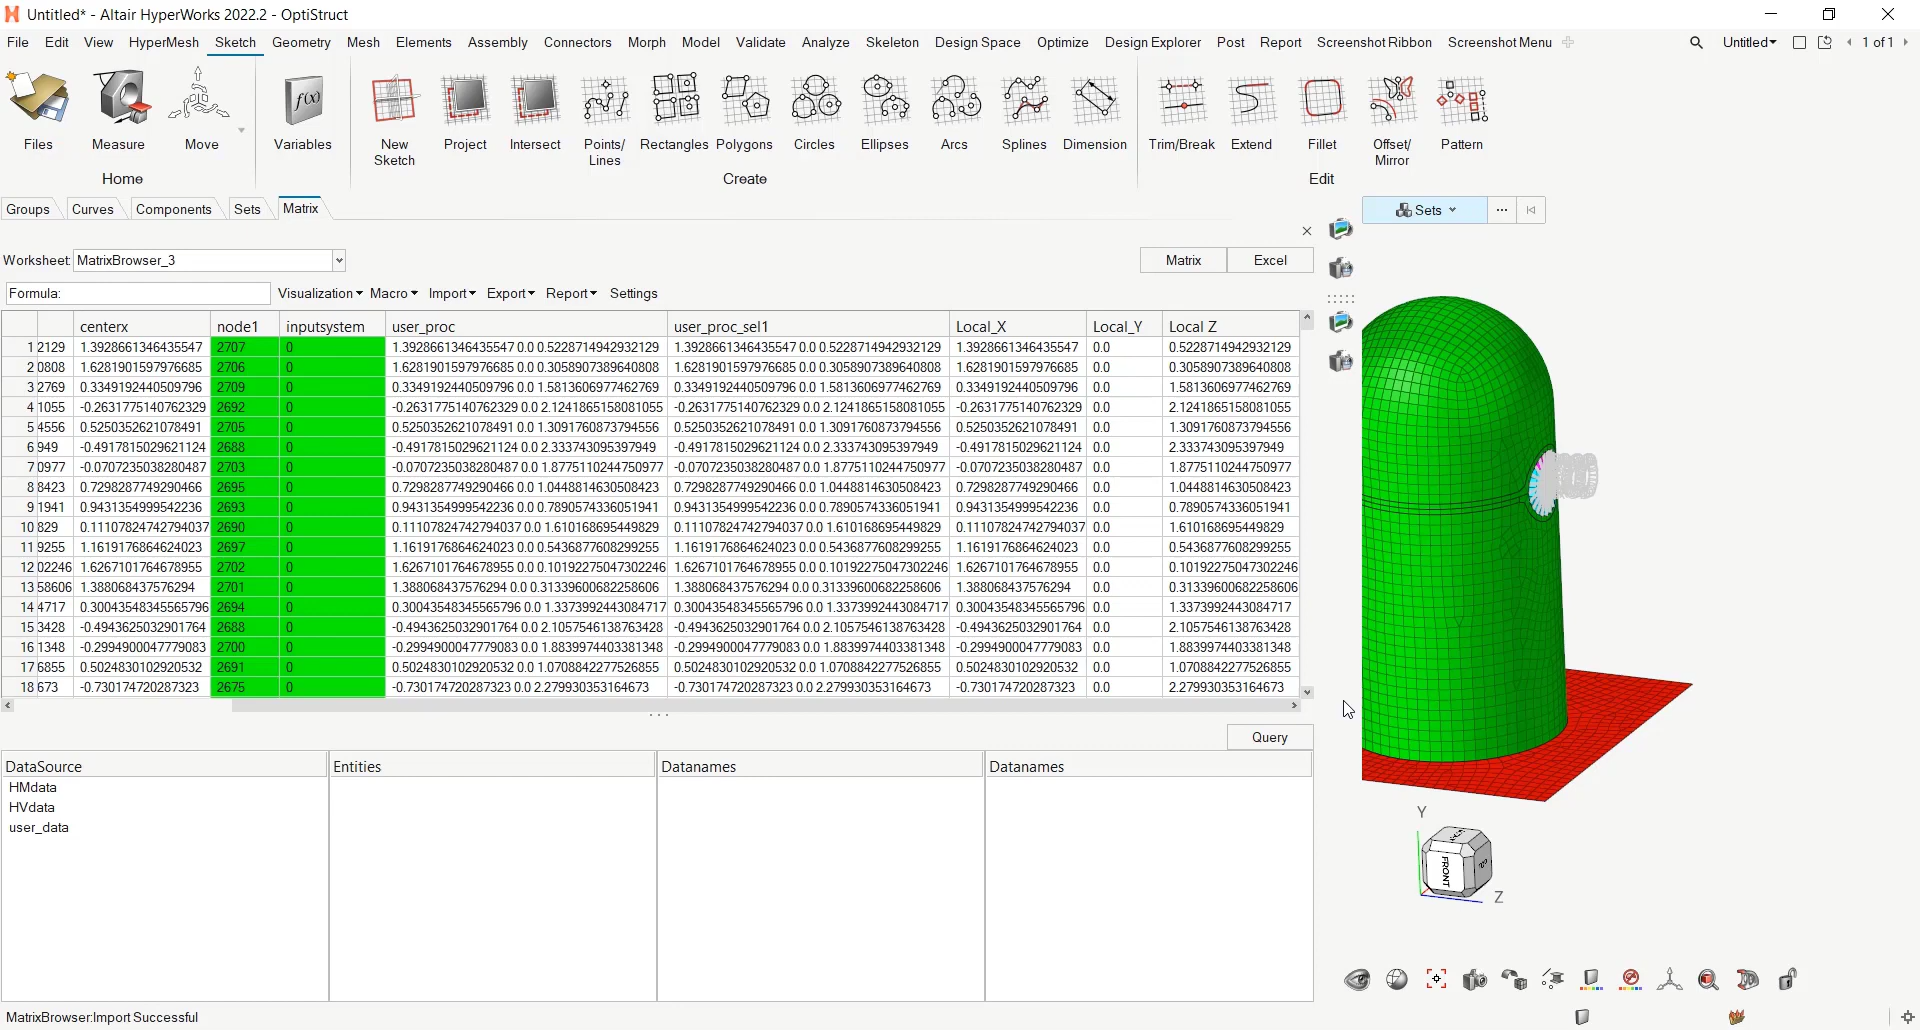 Untitled* - Altair HyperWorks 2022.2 - OptiStruct
File Edit View HyperMesh Sketch Geometry Mesh Elements Assembly Connectors Morph Model Validate Analyze Skeleton Design Space Optimize Design Explorer Post Report Screenshot Ribbon Screenshot Menu Untitled 1 of 1
Files Measure Move Variables New Sketch Project Intersect Points/ Lines Rectangles Polygons Circles Ellipses Arcs Splines Dimension Trim/Break Extend Fillet Offset/ Mirror Pattern
f(x)
Home Create Edit
Groups Curves Components Sets Matrix
Sets
Worksheet: MatrixBrowser_3 Matrix Excel
Formula: Visualization Macro Import Export Report Settings
centerx node1 inputsystem user_proc user_proc_sel1 Local_X Local_Y Local Z
1 2129 1.3928661346435547 2707 0 1.3928661346435547 0.0 0.5228714942932129 1.3928661346435547 0.0 0.5228714942932129 1.3928661346435547 0.0 0.5228714942932129
2 0808 1.6281901597976685 2706 0 1.6281901597976685 0.0 0.3058907389640808 1.6281901597976685 0.0 0.3058907389640808 1.6281901597976685 0.0 0.3058907389640808
3 2769 0.3349192440509796 2709 0 0.3349192440509796 0.0 1.5813606977462769 0.3349192440509796 0.0 1.5813606977462769 0.3349192440509796 0.0 1.5813606977462769
4 1055 -0.2631775140762329 2692 0 -0.2631775140762329 0.0 2.1241865158081055 -0.2631775140762329 0.0 2.1241865158081055 -0.2631775140762329 0.0 2.1241865158081055
5 4556 0.5250352621078491 2705 0 0.5250352621078491 0.0 1.3091760873794556 0.5250352621078491 0.0 1.3091760873794556 0.5250352621078491 0.0 1.3091760873794556
6 949 -0.4917815029621124 2688 0 -0.4917815029621124 0.0 2.333743095397949 -0.4917815029621124 0.0 2.333743095397949 -0.4917815029621124 0.0 2.333743095397949
7 0977 -0.0707235038280487 2703 0 -0.0707235038280487 0.0 1.8775110244750977 -0.0707235038280487 0.0 1.8775110244750977 -0.0707235038280487 0.0 1.8775110244750977
8 8423 0.7298287749290466 2695 0 0.7298287749290466 0.0 1.0448814630508423 0.7298287749290466 0.0 1.0448814630508423 0.7298287749290466 0.0 1.0448814630508423
9 1941 0.9431354999542236 2693 0 0.9431354999542236 0.0 0.7890574336051941 0.9431354999542236 0.0 0.7890574336051941 0.9431354999542236 0.0 0.7890574336051941
10 829 0.111078247427940​37 2690 0 0.11107824742794037 0.0 1.610168695449829 0.11107824742794037 0.0 1.610168695449829 0.11107824742794037 0.0 1.610168695449829
11 9255 1.1619176864624023 2697 0 1.1619176864624023 0.0 0.5436877608299255 1.1619176864624023 0.0 0.5436877608299255 1.1619176864624023 0.0 0.5436877608299255
12 02246 1.6267101764678955 2702 0 1.6267101764678955 0.0 0.10192275047302246 1.6267101764678955 0.0 0.10192275047302246 1.6267101764678955 0.0 0.10192275047302246
13 58606 1.388068437576294 2701 0 1.388068437576294 0.0 0.31339600682258606 1.388068437576294 0.0 0.31339600682258606 1.388068437576294 0.0 0.31339600682258606
14 4717 0.30043548345565796 2694 0 0.30043548345565796 0.0 1.3373992443084717 0.30043548345565796 0.0 1.3373992443084717 0.30043548345565796 0.0 1.3373992443084717
15 3428 -0.4943625032901764 2688 0 -0.4943625032901764 0.0 2.1057546138763428 -0.4943625032901764 0.0 2.1057546138763428 -0.4943625032901764 0.0 2.1057546138763428
16 1348 -0.2994900047779083 2700 0 -0.2994900047779083 0.0 1.8839974403381348 -0.2994900047779083 0.0 1.8839974403381348 -0.2994900047779083 0.0 1.8839974403381348
17 6855 0.5024830102920532 2691 0 0.5024830102920532 0.0 1.0708842277526855 0.5024830102920532 0.0 1.0708842277526855 0.5024830102920532 0.0 1.0708842277526855
18 673 -0.730174720287323 2675 0 -0.730174720287323 0.0 2.279930353164673 -0.730174720287323 0.0 2.279930353164673 -0.730174720287323 0.0 2.279930353164673
Query
DataSource Entities Datanames Datanames
HMdata
HVdata
user_data
Y
FRONT
Z
MatrixBrowser:Import Successful